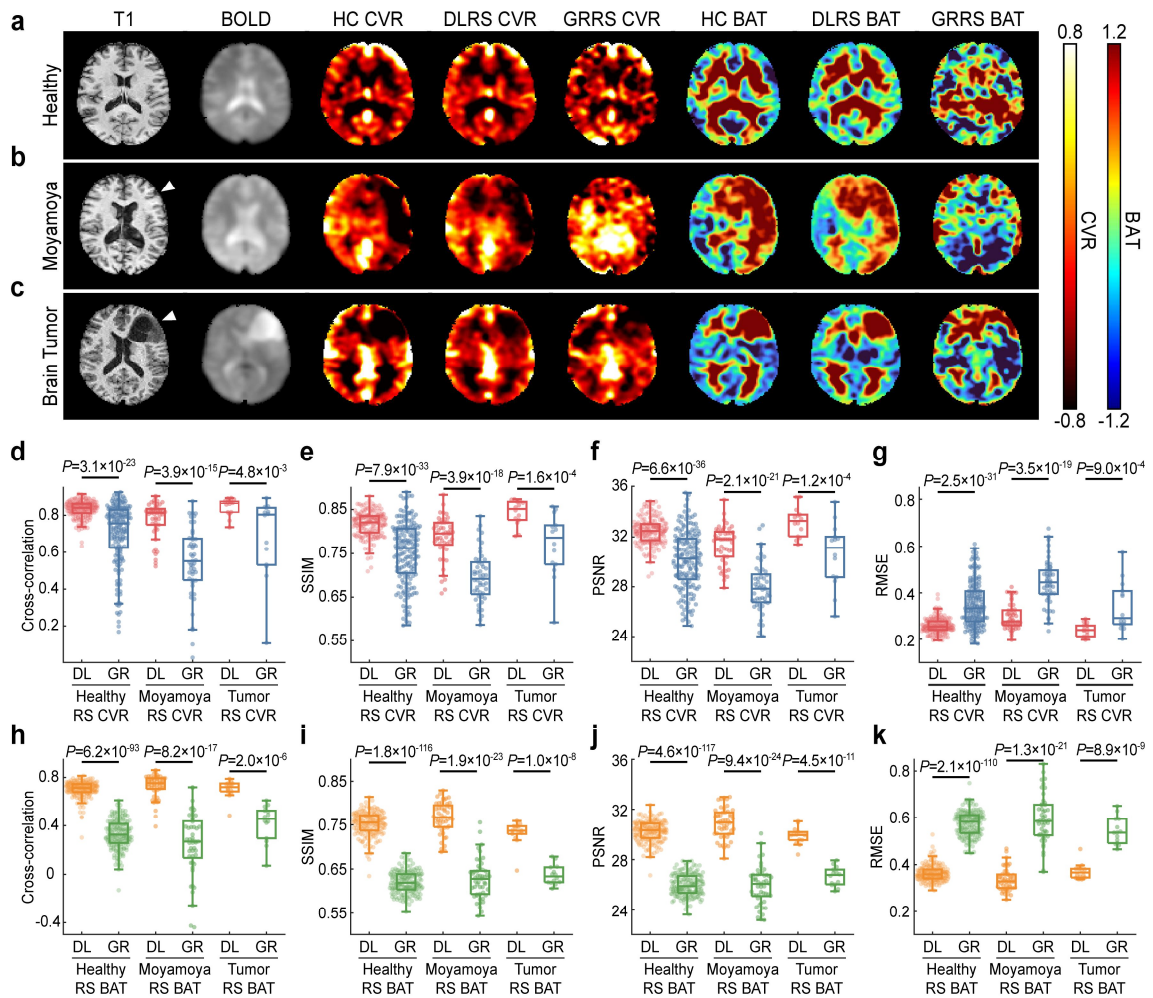 a
T1 BOLD HC CVR DLRS CVR GRRS CVR HC BAT DLRS BAT GRRS BAT
0.8 1.2
Healthy
b
Moyamoya
CVR BAT
c
Brain Tumor
-0.8 -1.2
d
P=3.1×10-23 P=3.9×10-15 P=4.8×10-3
Cross-correlation
0.8
0.6
0.4
0.2
DL GR DL GR DL GR
Healthy Moyamoya Tumor
RS CVR RS CVR RS CVR
e
P=7.9×10-33 P=3.9×10-18 P=1.6×10-4
SSIM
0.85
0.75
0.65
0.55
DL GR DL GR DL GR
Healthy Moyamoya Tumor
RS CVR RS CVR RS CVR
f
P=6.6×10-36 P=2.1×10-21 P=1.2×10-4
PSNR
36
32
28
24
DL GR DL GR DL GR
Healthy Moyamoya Tumor
RS CVR RS CVR RS CVR
g
P=2.5×10-31 P=3.5×10-19 P=9.0×10-4
RMSE
0.8
0.6
0.4
0.2
DL GR DL GR DL GR
Healthy Moyamoya Tumor
RS CVR RS CVR RS CVR
h
P=6.2×10-93 P=8.2×10-17 P=2.0×10-6
Cross-correlation
0.8
0.4
0
-0.4
DL GR DL GR DL GR
Healthy Moyamoya Tumor
RS BAT RS BAT RS BAT
i
P=1.8×10-116 P=1.9×10-23 P=1.0×10-8
SSIM
0.85
0.75
0.65
0.55
DL GR DL GR DL GR
Healthy Moyamoya Tumor
RS BAT RS BAT RS BAT
j
P=4.6×10-117 P=9.4×10-24 P=4.5×10-11
PSNR
36
32
28
24
DL GR DL GR DL GR
Healthy Moyamoya Tumor
RS BAT RS BAT RS BAT
k
P=2.1×10-110 P=1.3×10-21 P=8.9×10-9
RMSE
0.8
0.6
0.4
0.2
DL GR DL GR DL GR
Healthy Moyamoya Tumor
RS BAT RS BAT RS BAT